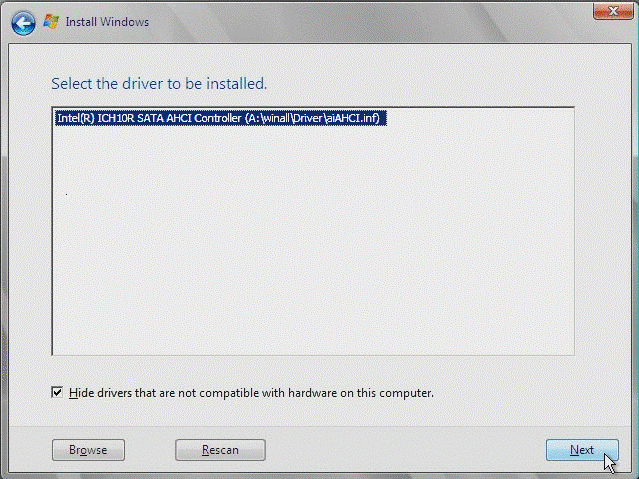 Install Windows
Select the driver to be installed.
Intel(R) ICH10R SATA AHCI Controller (A:\winall\Driver\aiAHCI.inf)
Hide drivers that are not compatible with hardware on this computer.
Browse
Rescan
Next